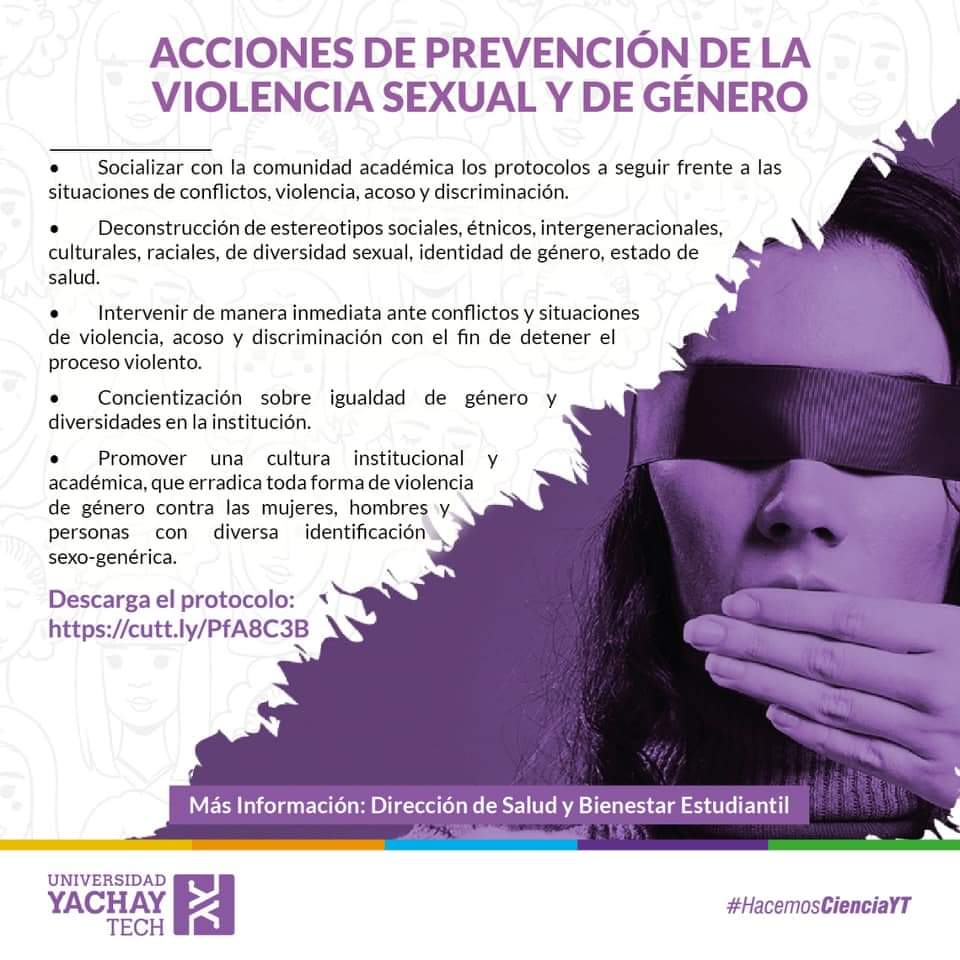 ACCIONES DE PREVENCIÓN DE LA
VIOLENCIA SEXUAL Y DE GÉNERO
• Socializar con la comunidad académica los protocolos a seguir frente a las
situaciones de conflictos, violencia, acoso y discriminación.
• Deconstrucción de estereotipos sociales, étnicos, intergeneracionales,
culturales, raciales, de diversidad sexual, identidad de género, estado de
salud.
• Intervenir de manera inmediata ante conflictos y situaciones
de violencia, acoso y discriminación con el fin de detener el
proceso violento.
• Concientización sobre igualdad de género y
diversidades en la institución.
• Promover una cultura institucional y
académica, que erradica toda forma de violencia
de género contra las mujeres, hombres y
personas con diversa identificación
sexo-genérica.
Descarga el protocolo:
https://cutt.ly/PfA8C3B
Más Información: Dirección de Salud y Bienestar Estudiantil
UNIVERSIDAD
YACHAY
TECH
#HacemosCienciaYT